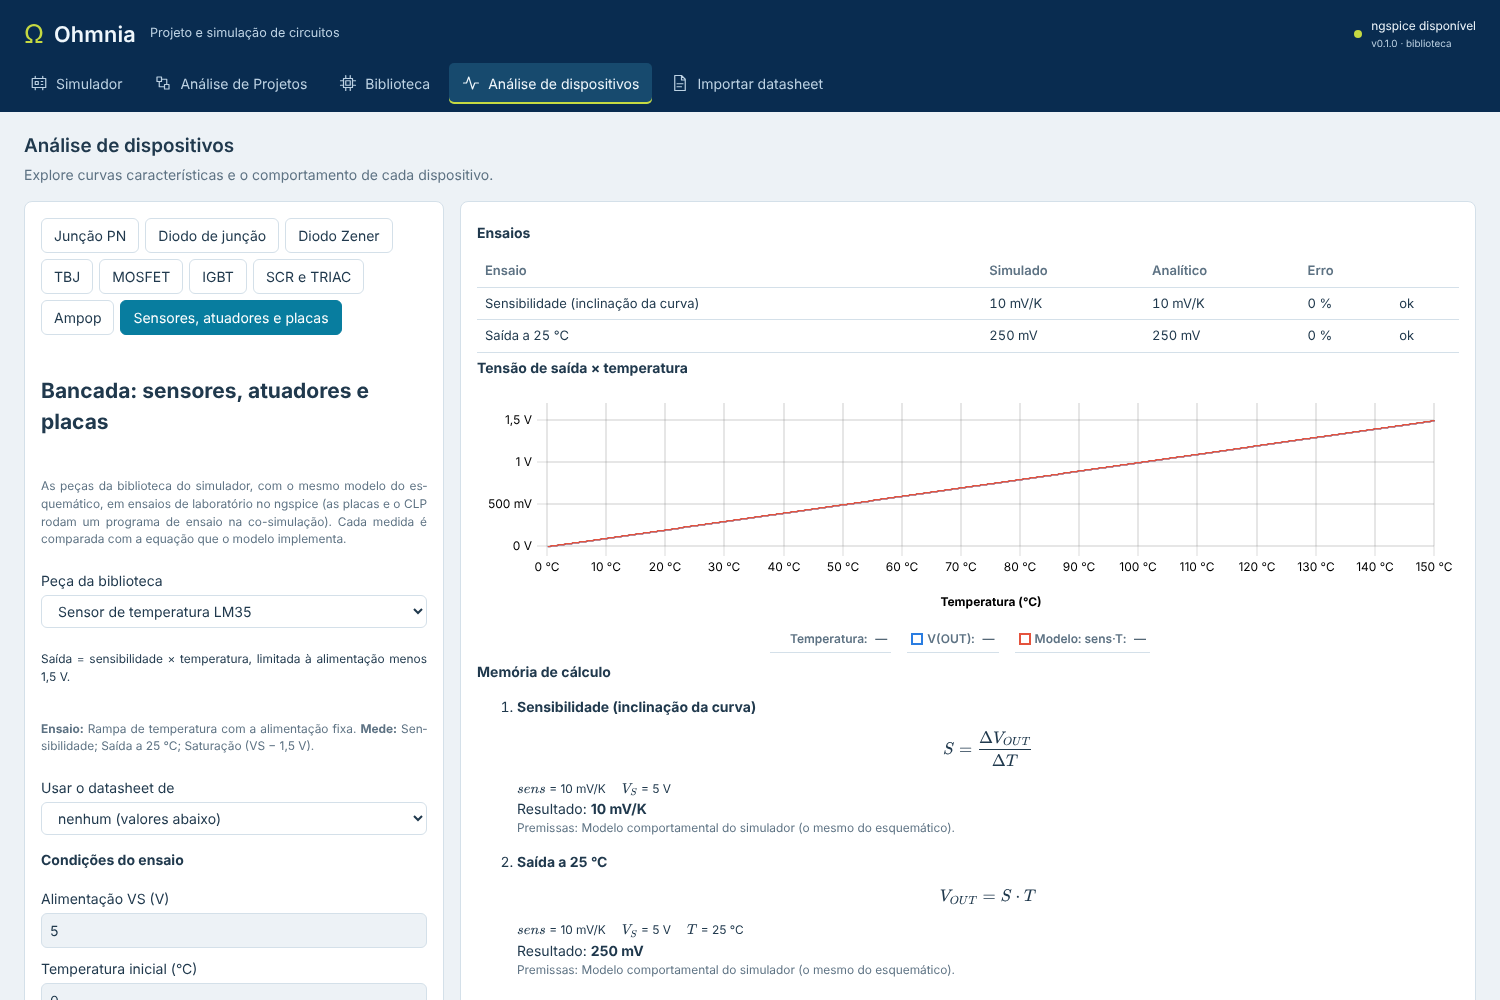 Ω Ohmnia
Projeto e simulação de circuitos
ngspice disponível
v0.1.0 · biblioteca
Simulador
Análise de Projetos
Biblioteca
Análise de dispositivos
Importar datasheet
Análise de dispositivos
Explore curvas características e o comportamento de cada dispositivo.
Junção PN
Diodo de junção
Diodo Zener
TBJ
MOSFET
IGBT
SCR e TRIAC
Ampop
Sensores, atuadores e placas
Bancada: sensores, atuadores e
placas
As peças da biblioteca do simulador, com o mesmo modelo do es-
quemático, em ensaios de laboratório no ngspice (as placas e o CLP
rodam um programa de ensaio na co-simulação). Cada medida é
comparada com a equação que o modelo implementa.
Peça da biblioteca
Sensor de temperatura LM35
Saída = sensibilidade × temperatura, limitada à alimentação menos
1,5 V.
Ensaio: Rampa de temperatura com a alimentação fixa. Mede: Sen-
sibilidade; Saída a 25 °C; Saturação (VS − 1,5 V).
Usar o datasheet de
nenhum (valores abaixo)
Condições do ensaio
Alimentação VS (V)
5
Temperatura inicial (°C)
Ensaios
Ensaio Simulado Analítico Erro
Sensibilidade (inclinação da curva) 10 mV/K 10 mV/K 0 % ok
Saída a 25 °C 250 mV 250 mV 0 % ok
Tensão de saída × temperatura
1,5 V
1 V
500 mV
0 V
0 °C 10 °C 20 °C 30 °C 40 °C 50 °C 60 °C 70 °C 80 °C 90 °C 100 °C 110 °C 120 °C 130 °C 140 °C 150 °C
Temperatura (°C)
Temperatura: — V(OUT): — Modelo: sens·T: —
Memória de cálculo
1. Sensibilidade (inclinação da curva)
S = ΔV_OUT / ΔT
sens = 10 mV/K V_S = 5 V
Resultado: 10 mV/K
Premissas: Modelo comportamental do simulador (o mesmo do esquemático).
2. Saída a 25 °C
V_OUT = S · T
sens = 10 mV/K V_S = 5 V T = 25 °C
Resultado: 250 mV
Premissas: Modelo comportamental do simulador (o mesmo do esquemático).